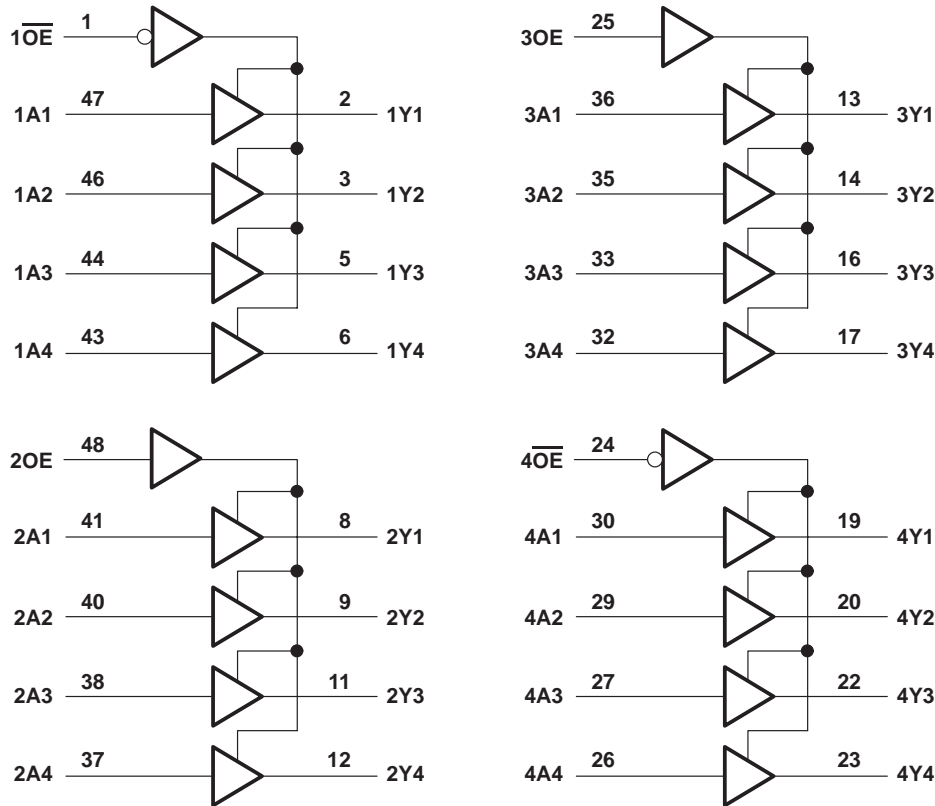 1O̅E̅ 1
1A1 47 2 1Y1
1A2 46 3 1Y2
1A3 44 5 1Y3
1A4 43 6 1Y4
3OE 25
3A1 36 13 3Y1
3A2 35 14 3Y2
3A3 33 16 3Y3
3A4 32 17 3Y4
2OE 48
2A1 41 8 2Y1
2A2 40 9 2Y2
2A3 38 11 2Y3
2A4 37 12 2Y4
4O̅E̅ 24
4A1 30 19 4Y1
4A2 29 20 4Y2
4A3 27 22 4Y3
4A4 26 23 4Y4